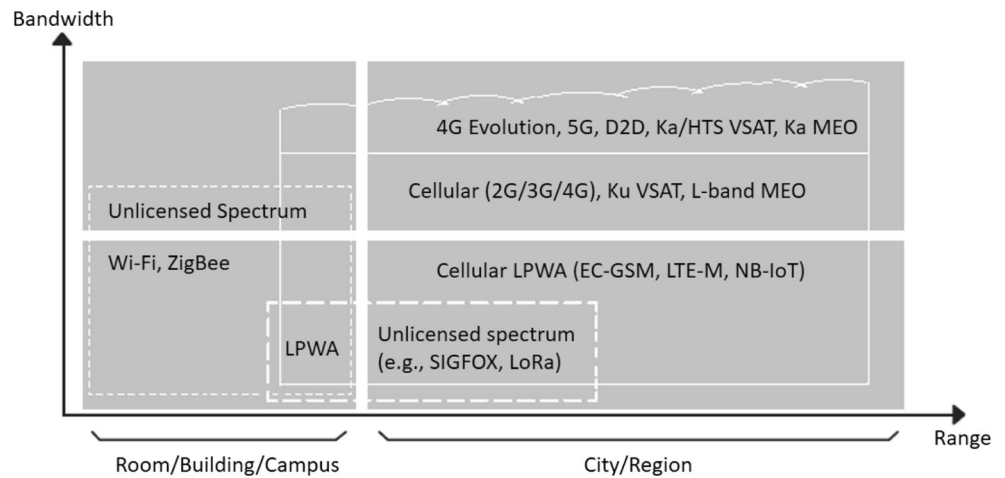 Bandwidth
4G Evolution, 5G, D2D, Ka/HTS VSAT, Ka MEO
Cellular (2G/3G/4G), Ku VSAT, L-band MEO
Unlicensed Spectrum
Wi-Fi, ZigBee
Cellular LPWA (EC-GSM, LTE-M, NB-IoT)
LPWA
Unlicensed spectrum
(e.g., SIGFOX, LoRa)
Range
Room/Building/Campus
City/Region